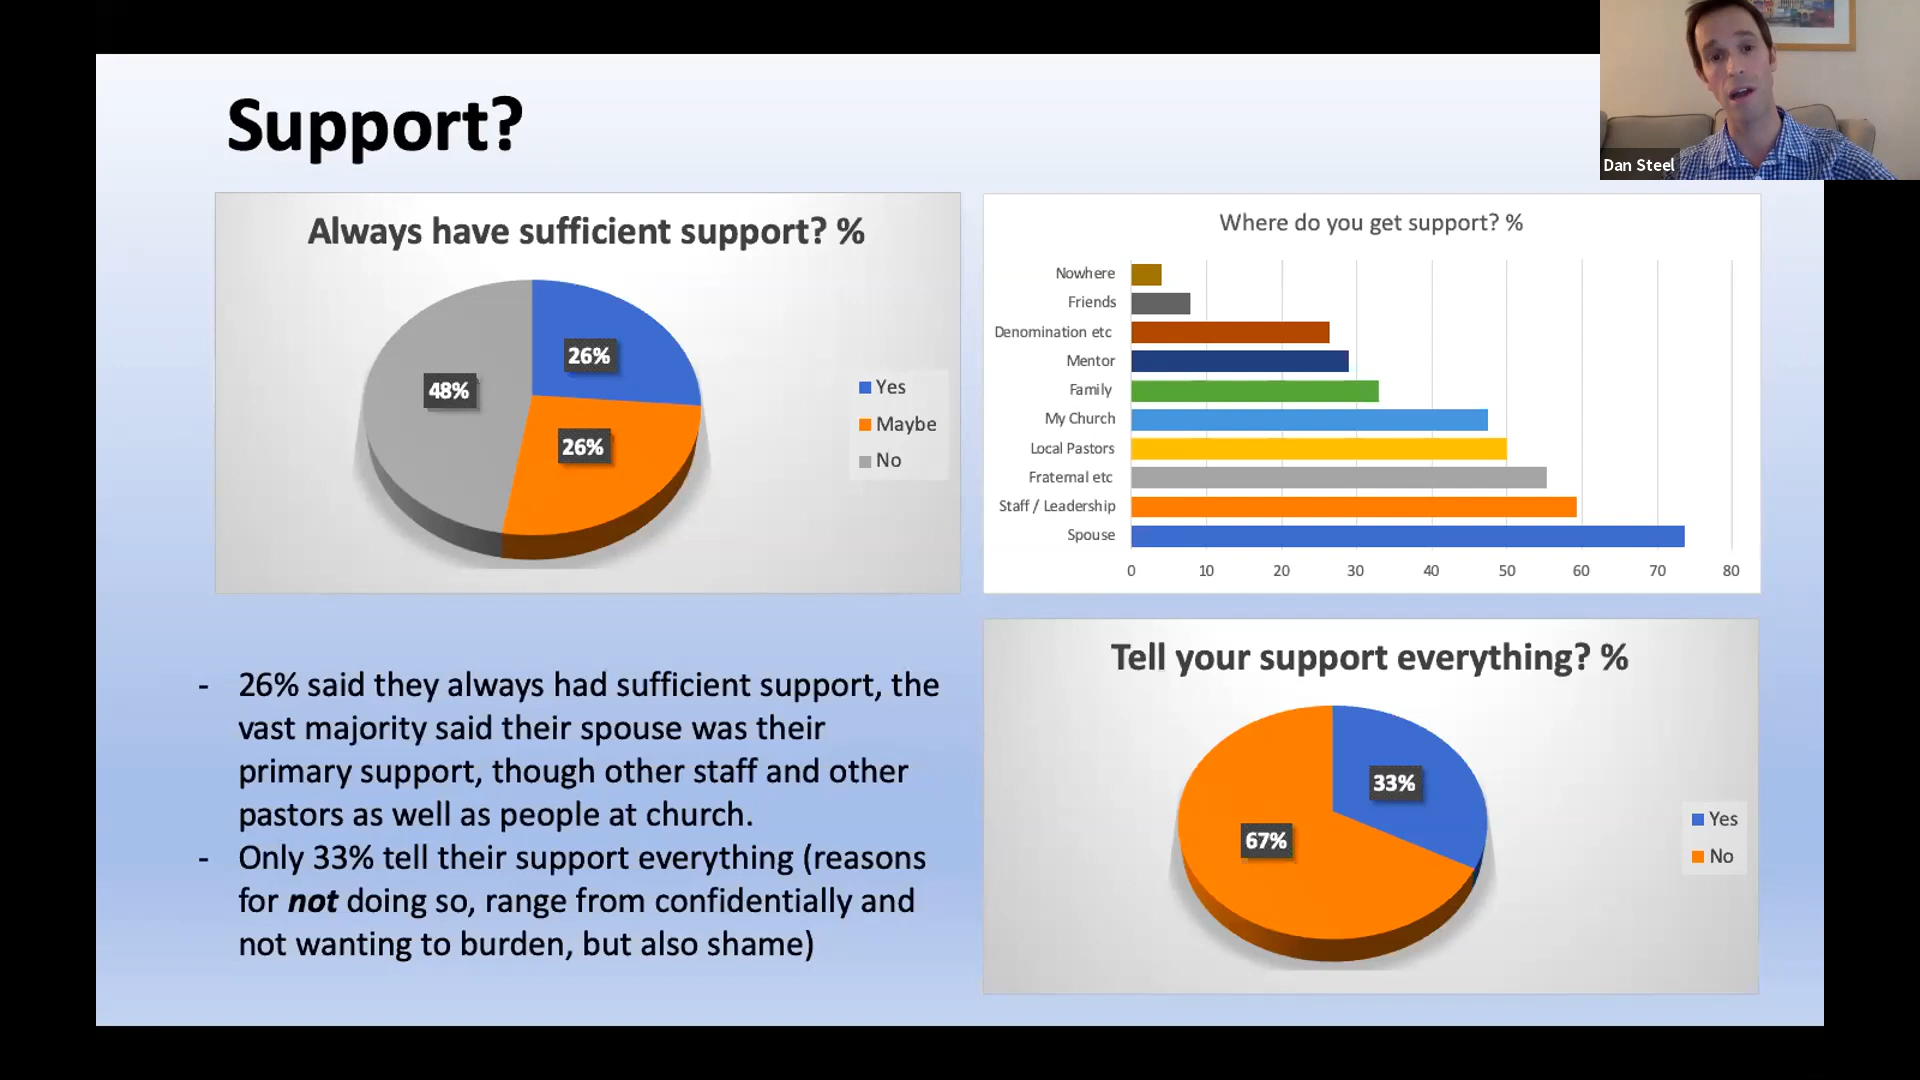 Support?
Dan Steel
Always have sufficient support? %
26%
48%
26%
Yes
Maybe
No
Where do you get support? %
Nowhere
Friends
Denomination etc
Mentor
Family
My Church
Local Pastors
Fraternal etc
Staff / Leadership
Spouse
0 10 20 30 40 50 60 70 80
- 26% said they always had sufficient support, the
vast majority said their spouse was their
primary support, though other staff and other
pastors as well as people at church.
- Only 33% tell their support everything (reasons
for not doing so, range from confidentially and
not wanting to burden, but also shame)
Tell your support everything? %
33%
67%
Yes
No